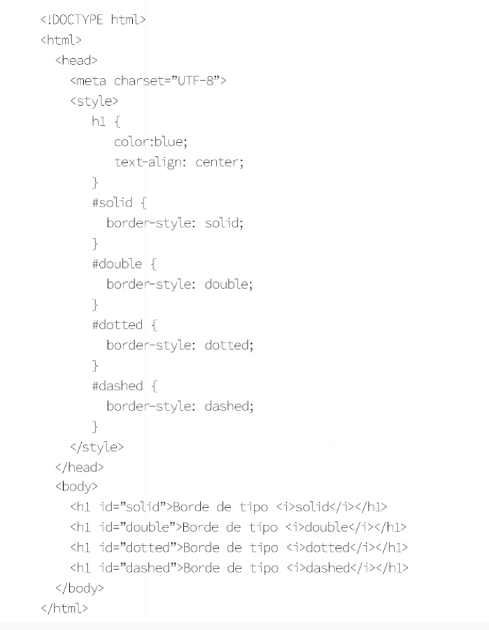 <!DOCTYPE html>
<html>
<head>
<meta charset=”UTF-8”>
<style>
h1 {
color:blue;
text-align: center;
}
#solid {
border-style: solid;
}
#double {
border-style: double;
}
#dotted {
border-style: dotted;
}
#dashed {
border-style: dashed;
}
</style>
</head>
<body>
<h1 id=”solid”>Borde de tipo <i>solid</i></h1>
<h1 id=”double”>Borde de tipo <i>double</i></h1>
<h1 id=”dotted”>Borde de tipo <i>dotted</i></h1>
<h1 id=”dashed”>Borde de tipo <i>dashed</i></h1>
</body>
</html>